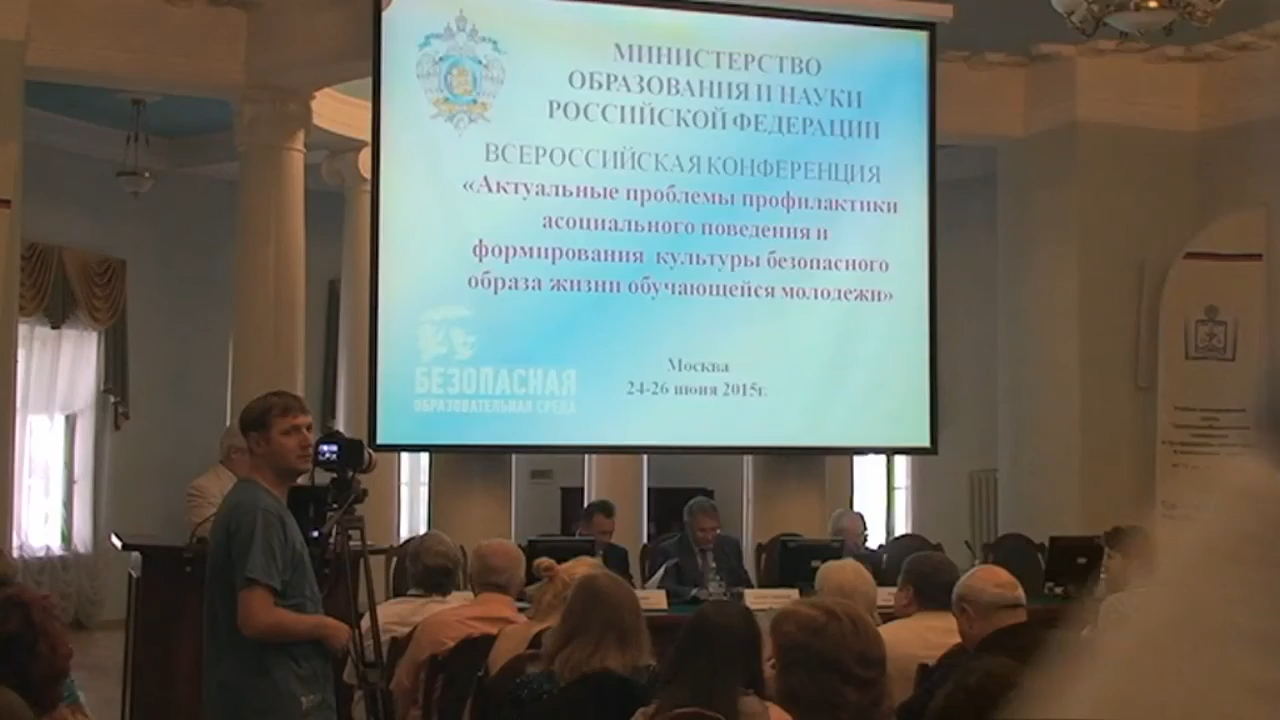 МИНИСТЕРСТВО
ОБРАЗОВАНИЯ И НАУКИ
РОССИЙСКОЙ ФЕДЕРАЦИИ
ВСЕРОССИЙСКАЯ КОНФЕРЕНЦИЯ
«Актуальные проблемы профилактики
асоциального поведения и
формирования культуры безопасного
образа жизни обучающейся молодежи»
Москва
24-26 июня 2015г.
БЕЗОПАСНАЯ
ОБРАЗОВАТЕЛЬНАЯ СРЕДА